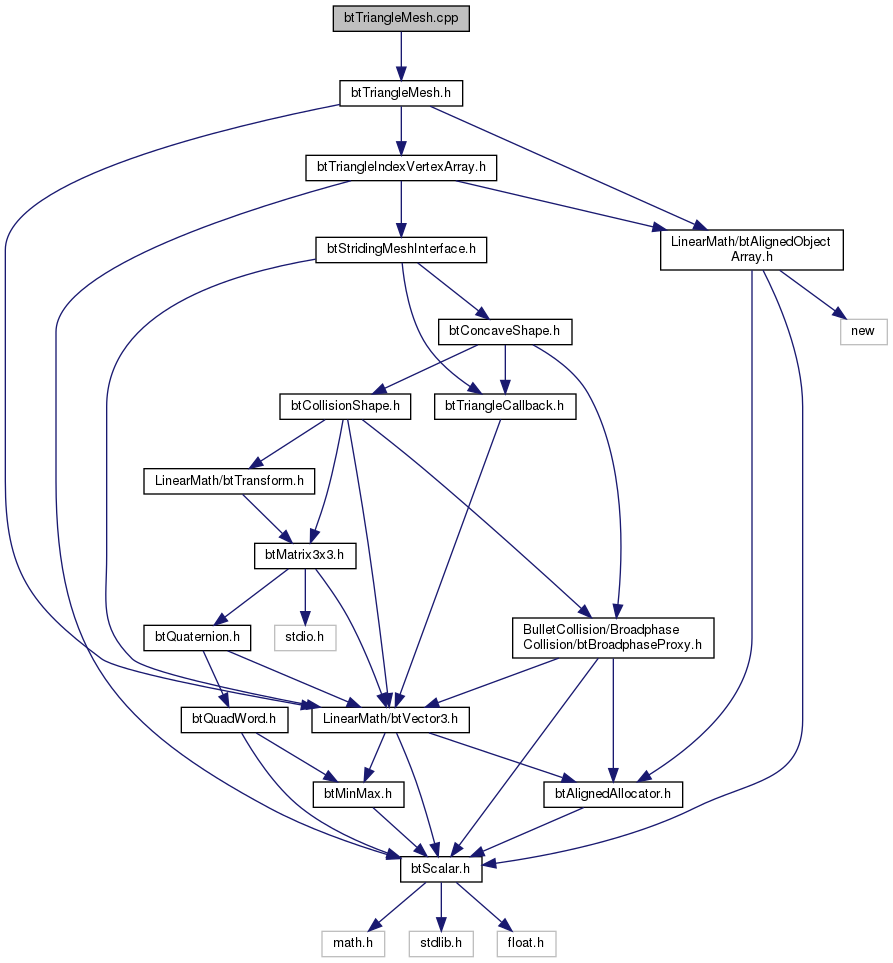 btTriangleMesh.cpp
btTriangleMesh.h
btTriangleIndexVertexArray.h
btStridingMeshInterface.h
LinearMath/btAlignedObject
Array.h
btConcaveShape.h
new
btCollisionShape.h
btTriangleCallback.h
LinearMath/btTransform.h
btMatrix3x3.h
btQuaternion.h
stdio.h
BulletCollision/Broadphase
Collision/btBroadphaseProxy.h
btQuadWord.h
LinearMath/btVector3.h
btMinMax.h
btAlignedAllocator.h
btScalar.h
math.h
stdlib.h
float.h